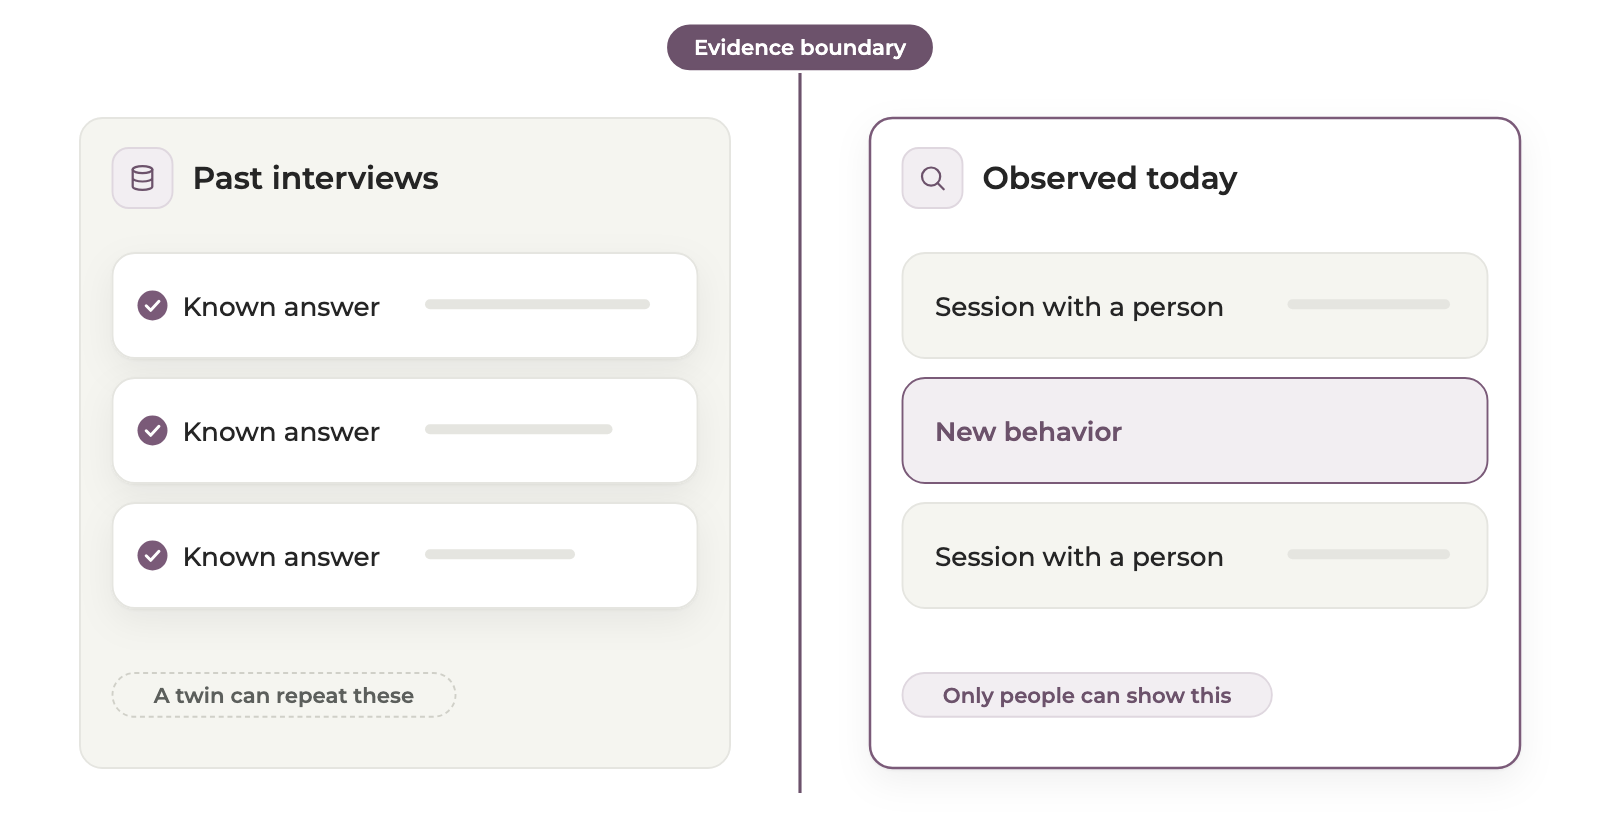 Evidence boundary
Past interviews
Known answer
Known answer
Known answer
A twin can repeat these
Observed today
Session with a person
New behavior
Session with a person
Only people can show this